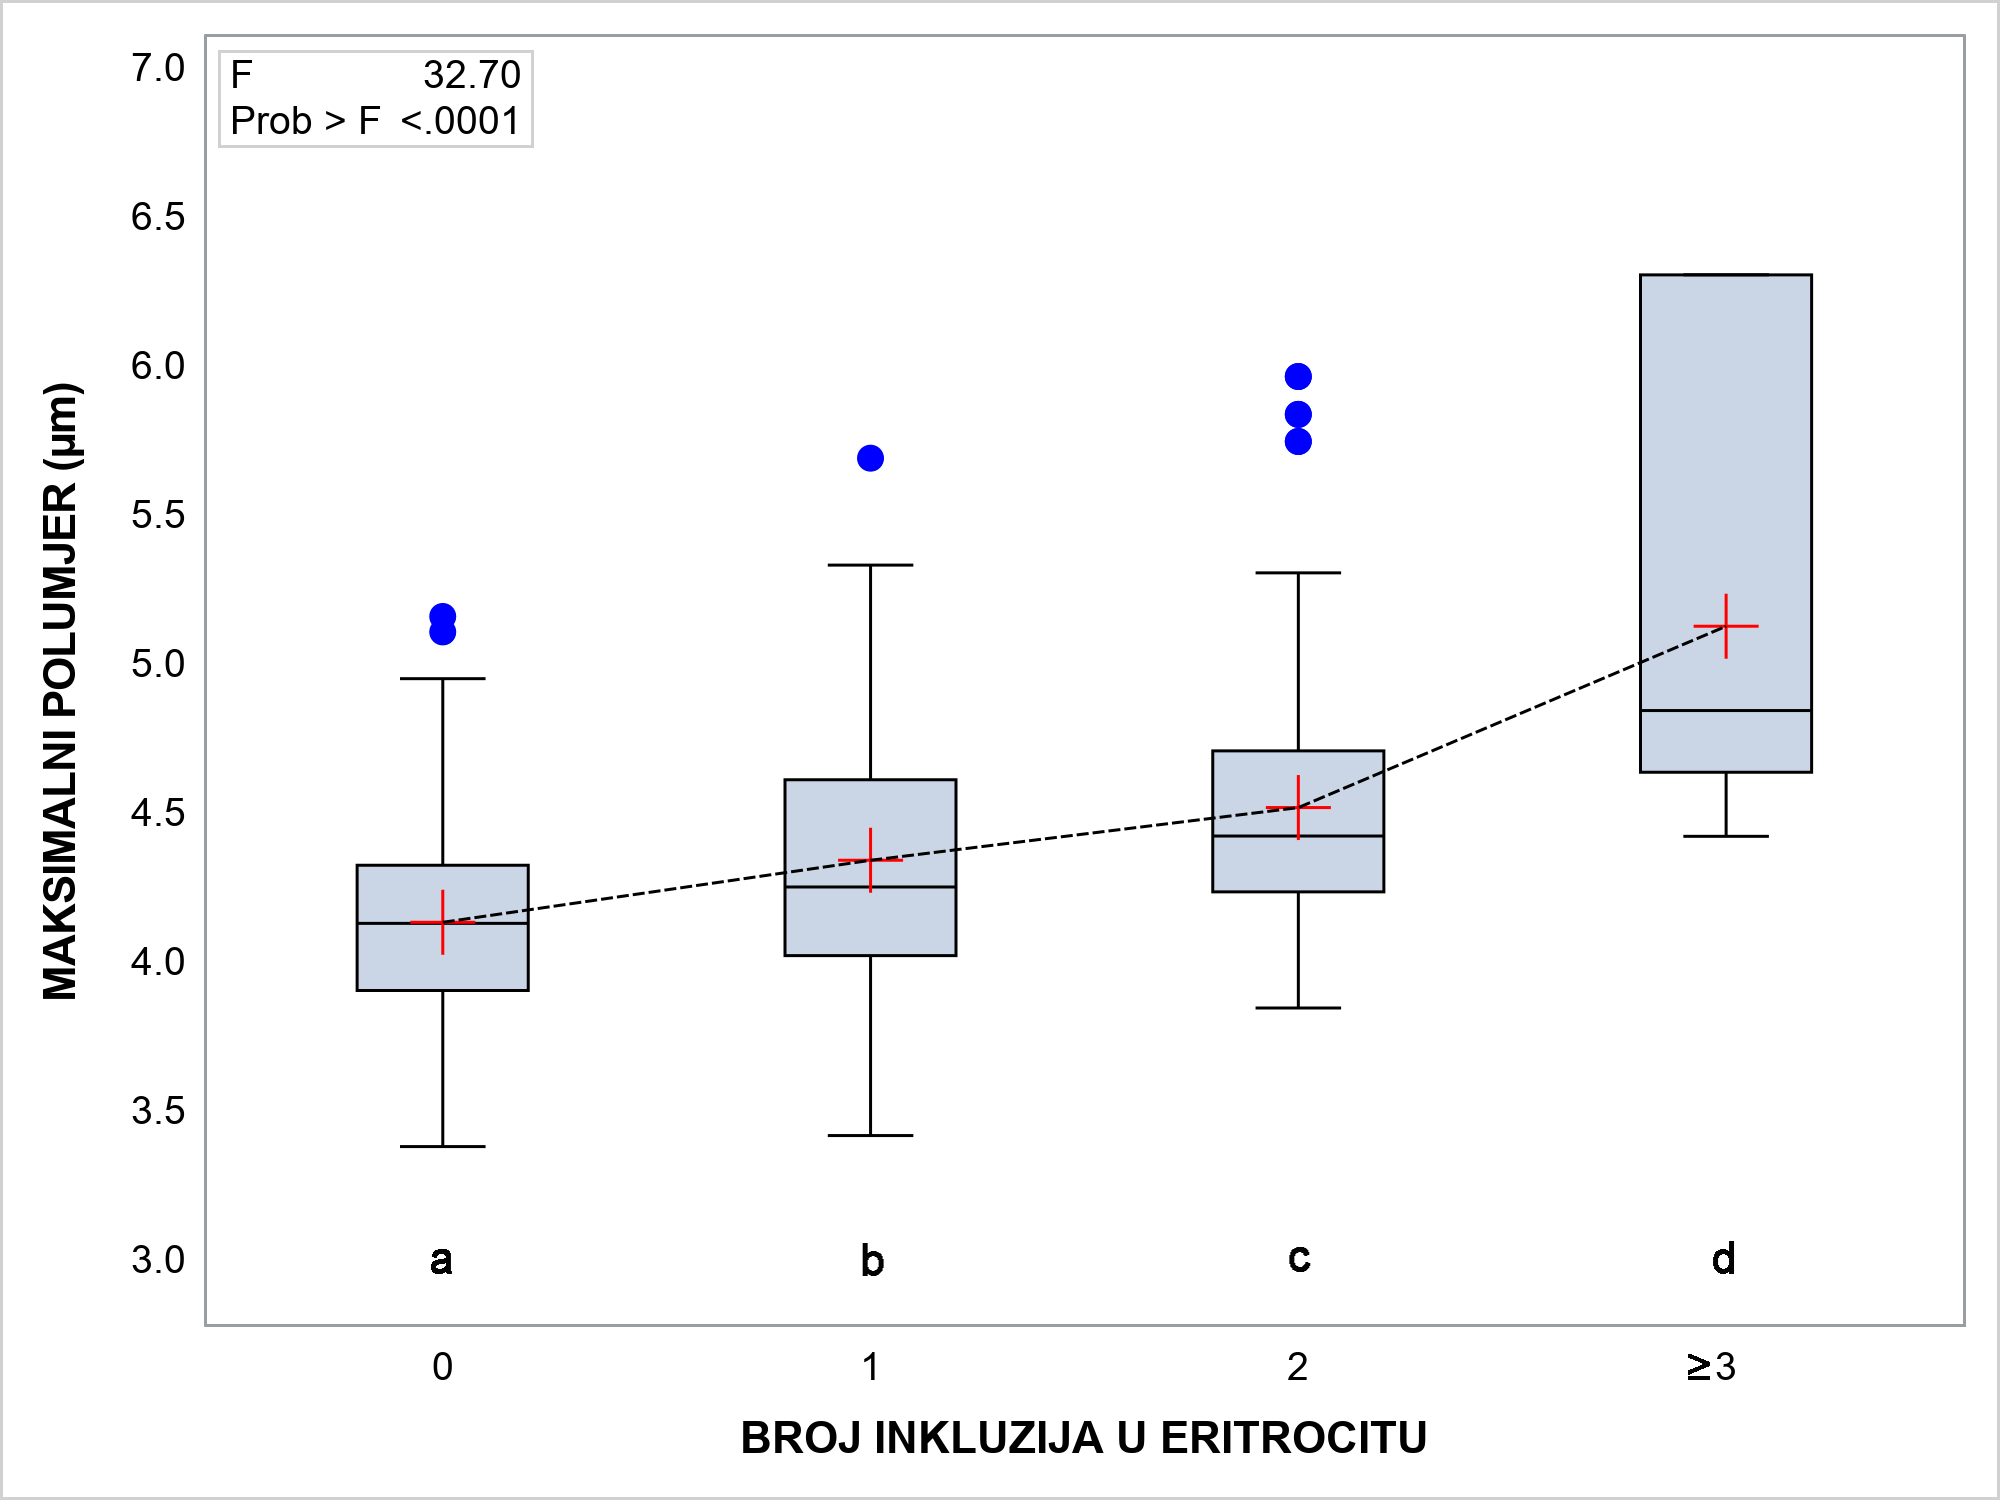 F 32.70
Prob > F <.0001
7.0
6.5
6.0
5.5
5.0
4.5
4.0
3.5
3.0
MAKSIMALNI POLUMJER (µm)
a b c d
0 1 2 ≥3
BROJ INKLUZIJA U ERITROCITU